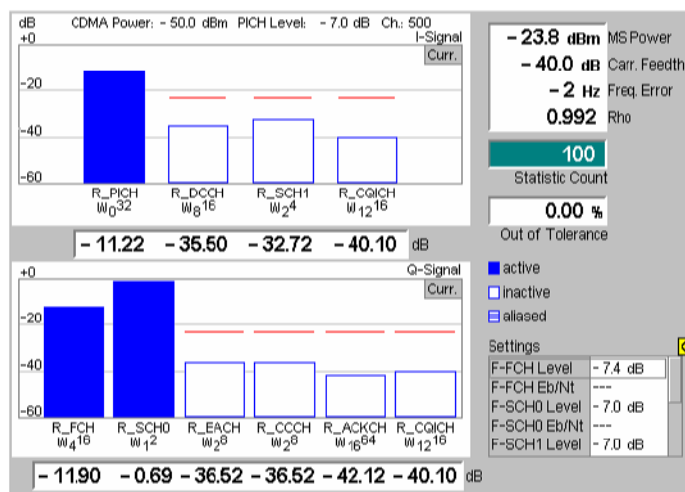 dB CDMA Power: - 50.0 dBm PICH Level: - 7.0 dB Ch.: 500
+0 I-Signal
Curr.
-20
-40
-60
R_PICH R_DCCH R_SCH1 R_CQICH
W0 32 W8 16 W2 4 W12 16
- 11.22 - 35.50 - 32.72 - 40.10 dB
+0 Q-Signal
Curr.
-20
-40
-60
R_FCH R_SCH0 R_EACH R_CCCH R_ACKCH R_CQICH
W4 16 W1 2 W2 8 W2 8 W16 64 W12 16
- 11.90 - 0.69 - 36.52 - 36.52 - 42.12 - 40.10 dB
- 23.8 dBm MS Power
- 40.0 dB Carr. Feedth
- 2 Hz Freq. Error
0.992 Rho
100
Statistic Count
0.00 %
Out of Tolerance
active
inactive
aliased
Settings
F-FCH Level - 7.4 dB
F-FCH Eb/Nt ---
F-SCH0 Level - 7.0 dB
F-SCH0 Eb/Nt ---
F-SCH1 Level - 7.0 dB